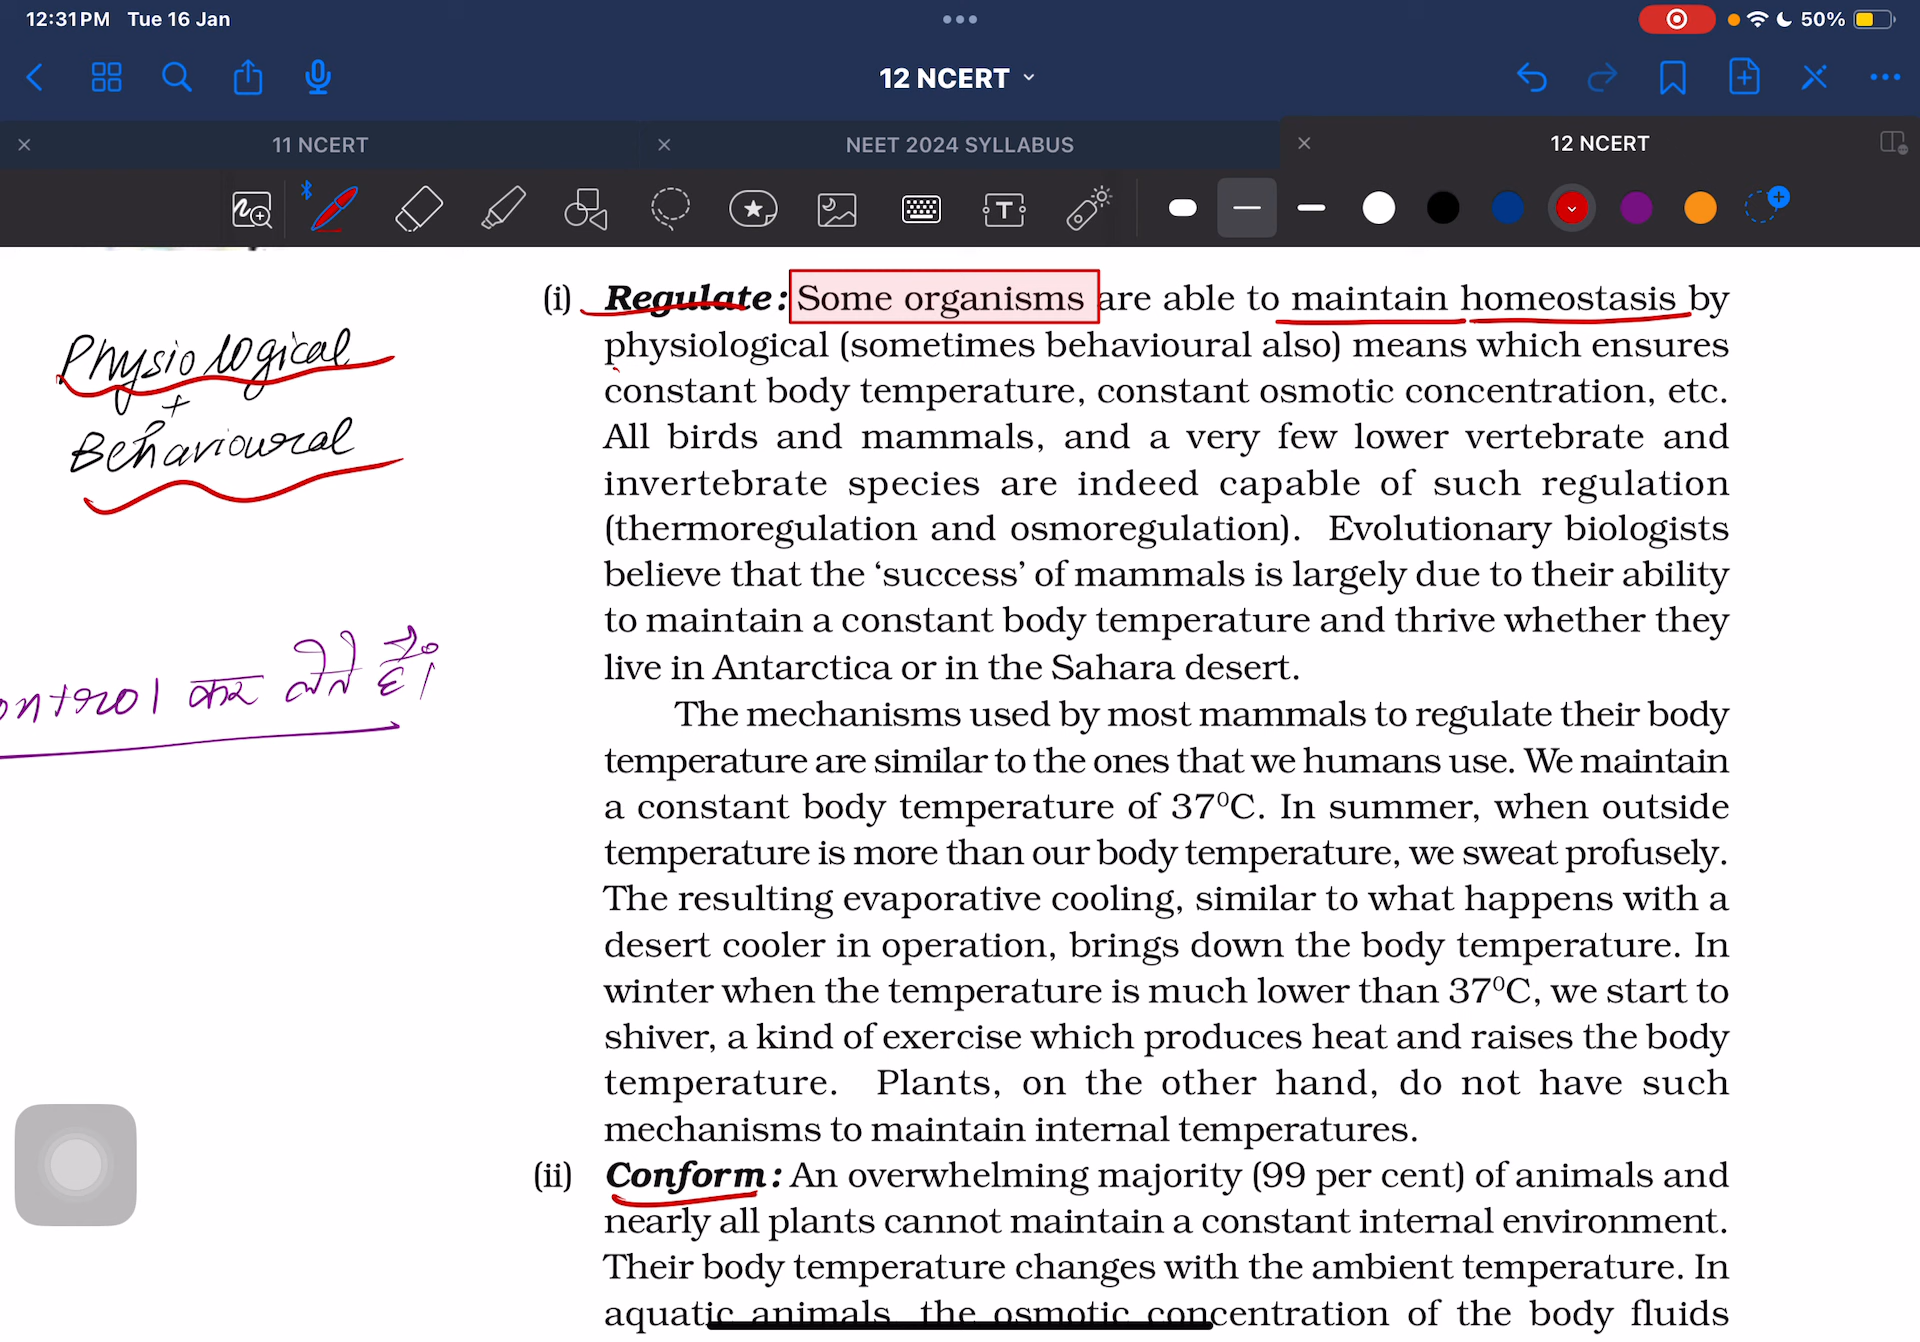 12:31 PM Tue 16 Jan
50%
12 NCERT
11 NCERT
NEET 2024 SYLLABUS
12 NCERT
T
(i) Regulate: Some organisms are able to maintain homeostasis by
physiological (sometimes behavioural also) means which ensures
constant body temperature, constant osmotic concentration, etc.
All birds and mammals, and a very few lower vertebrate and
invertebrate species are indeed capable of such regulation
(thermoregulation and osmoregulation). Evolutionary biologists
believe that the ‘success’ of mammals is largely due to their ability
to maintain a constant body temperature and thrive whether they
live in Antarctica or in the Sahara desert.
The mechanisms used by most mammals to regulate their body
temperature are similar to the ones that we humans use. We maintain
a constant body temperature of 37⁰C. In summer, when outside
temperature is more than our body temperature, we sweat profusely.
The resulting evaporative cooling, similar to what happens with a
desert cooler in operation, brings down the body temperature. In
winter when the temperature is much lower than 37⁰C, we start to
shiver, a kind of exercise which produces heat and raises the body
temperature. Plants, on the other hand, do not have such
mechanisms to maintain internal temperatures.
(ii) Conform: An overwhelming majority (99 per cent) of animals and
nearly all plants cannot maintain a constant internal environment.
Their body temperature changes with the ambient temperature. In
aquatic animals, the osmotic concentration of the body fluids
Physiological
+
Behavioural
ontrol कर लेते हैं।